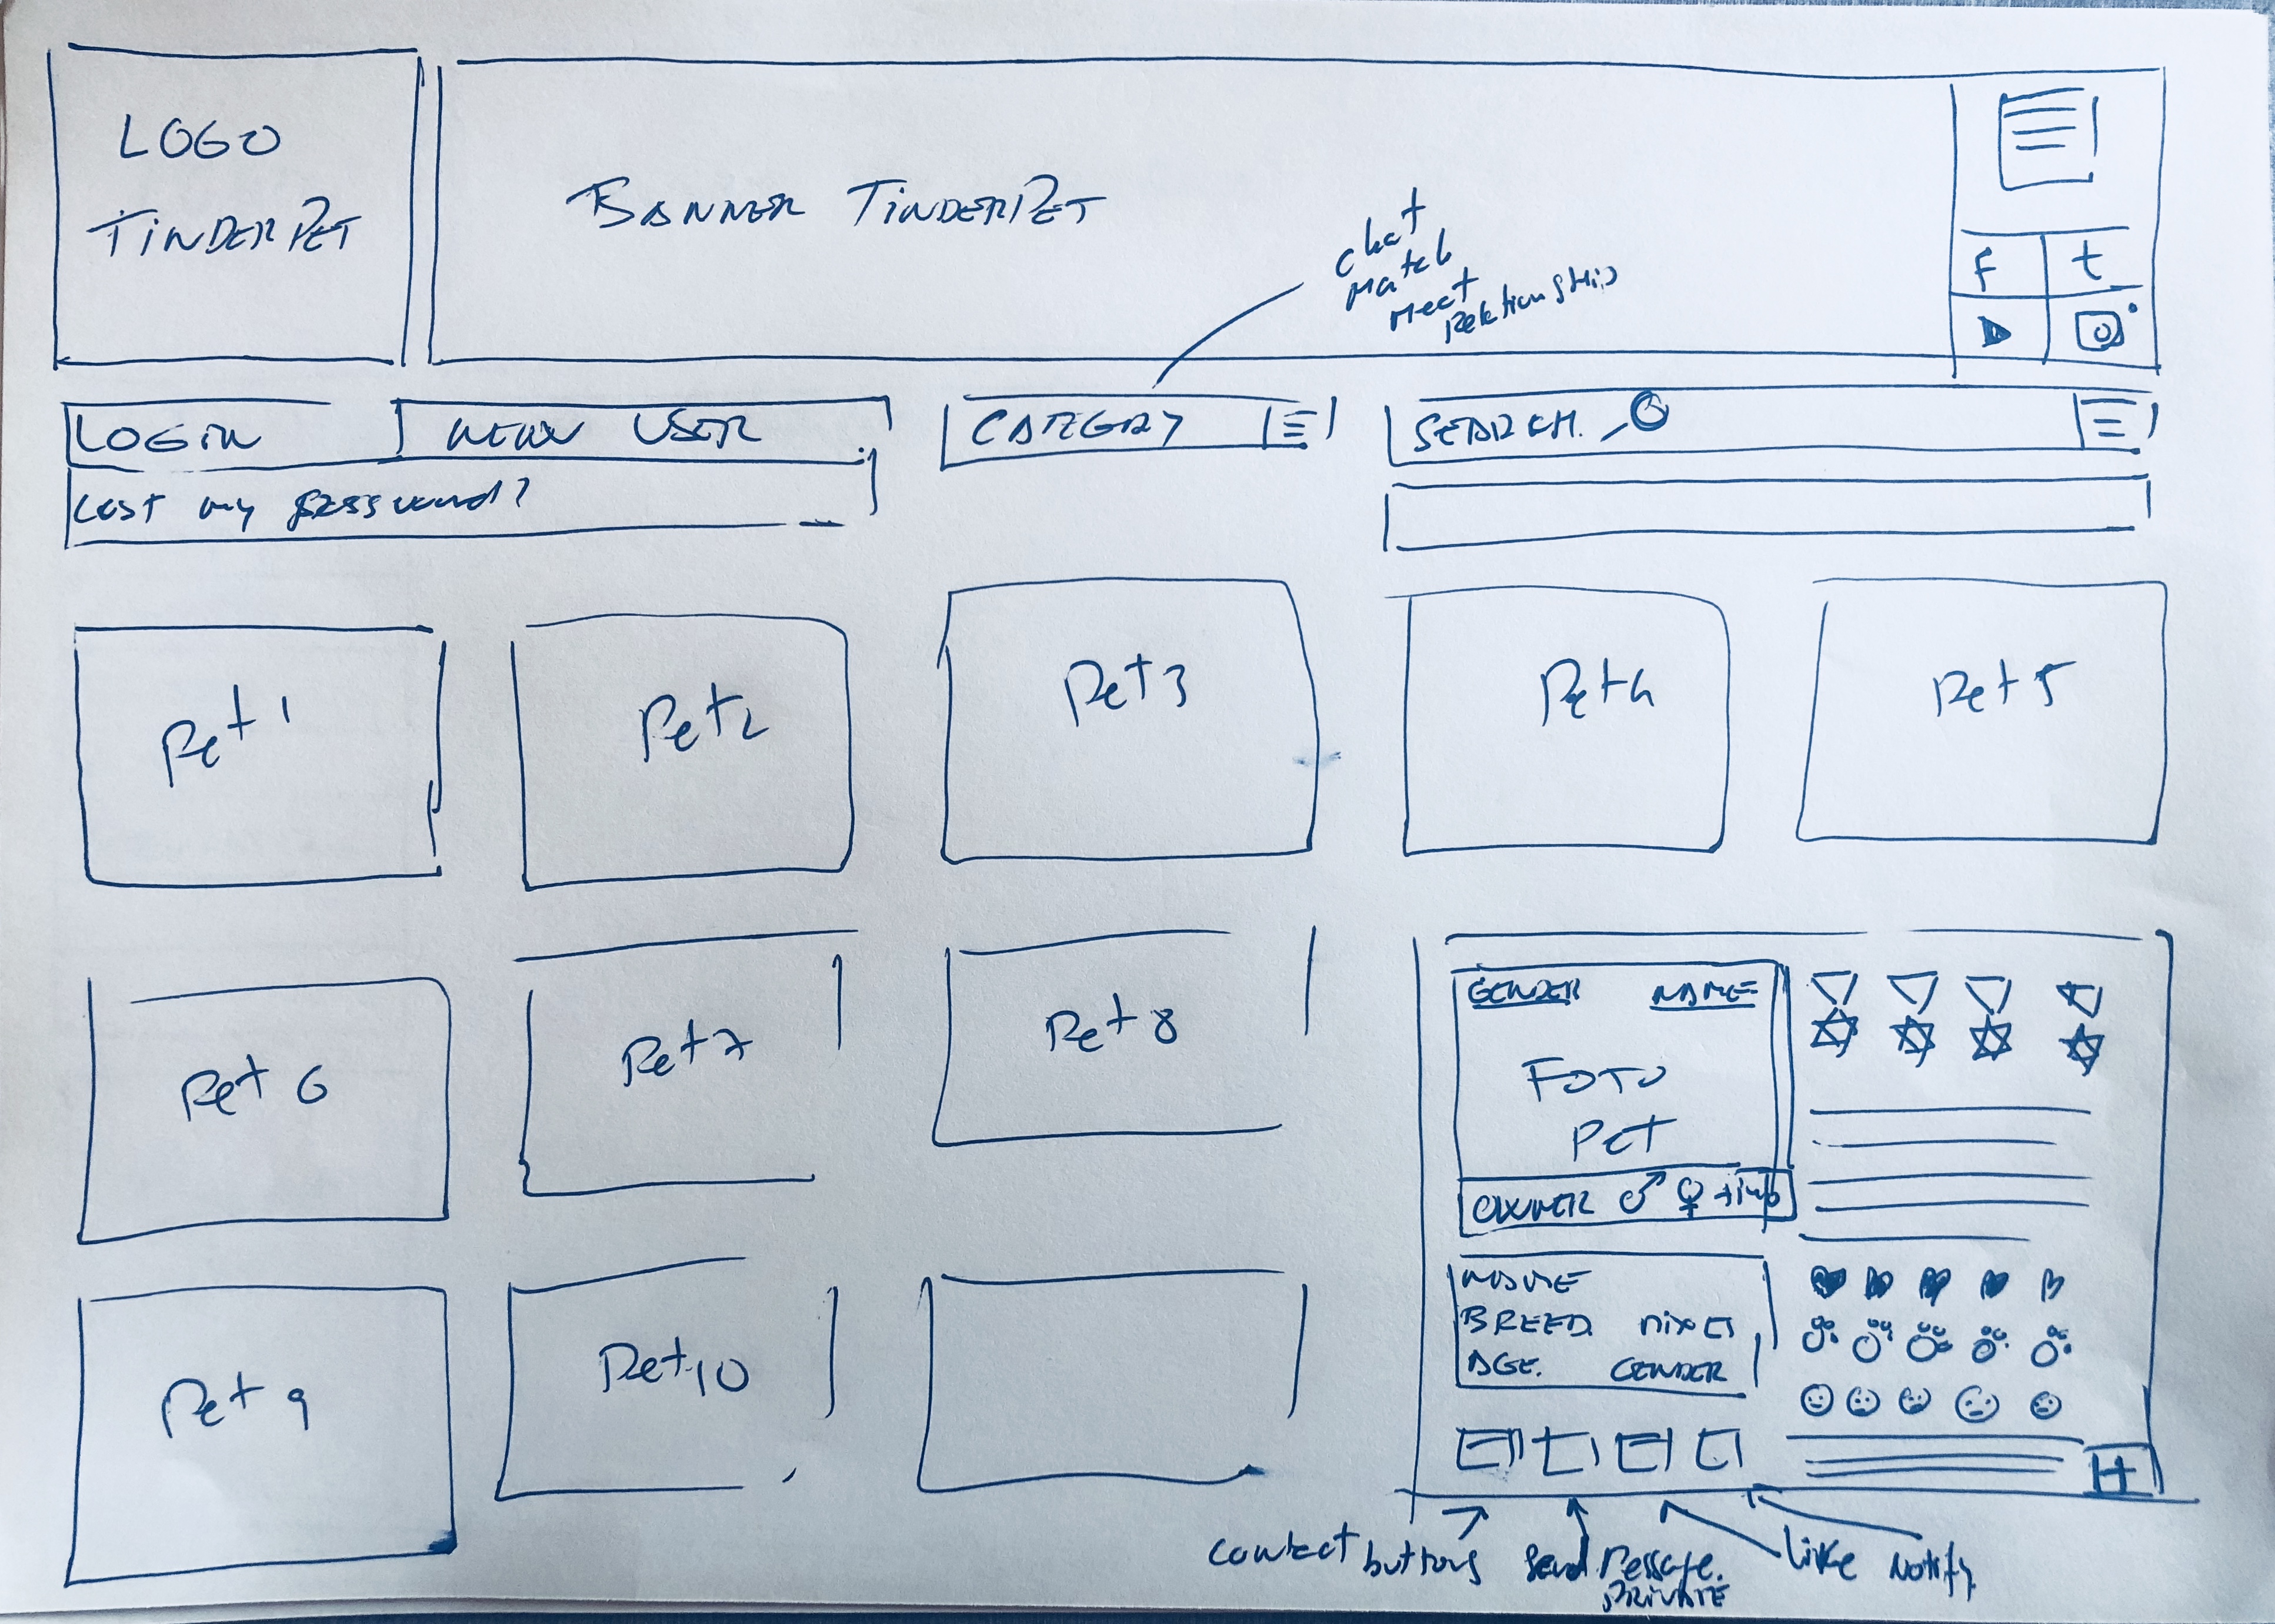 LOGO
TINDERPET
BANNER TINDERPET
chat
match
Meet
Relationship
F t
LOGIN NEW USER CATEGORY SEARCH.
Lost my password?
Pet 1 Pet 2 Pet 3 Pet 4 Pet 5
Pet 6 Pet 7 Pet 8
GENDER NAME
FOTO
PET
OWNER ♂ ♀ +info
NAME
BREED. MIXED
AGE. GENDER
Pet 9 Pet 10
H
contact buttons Send Message. Like Notify
PRIVATE